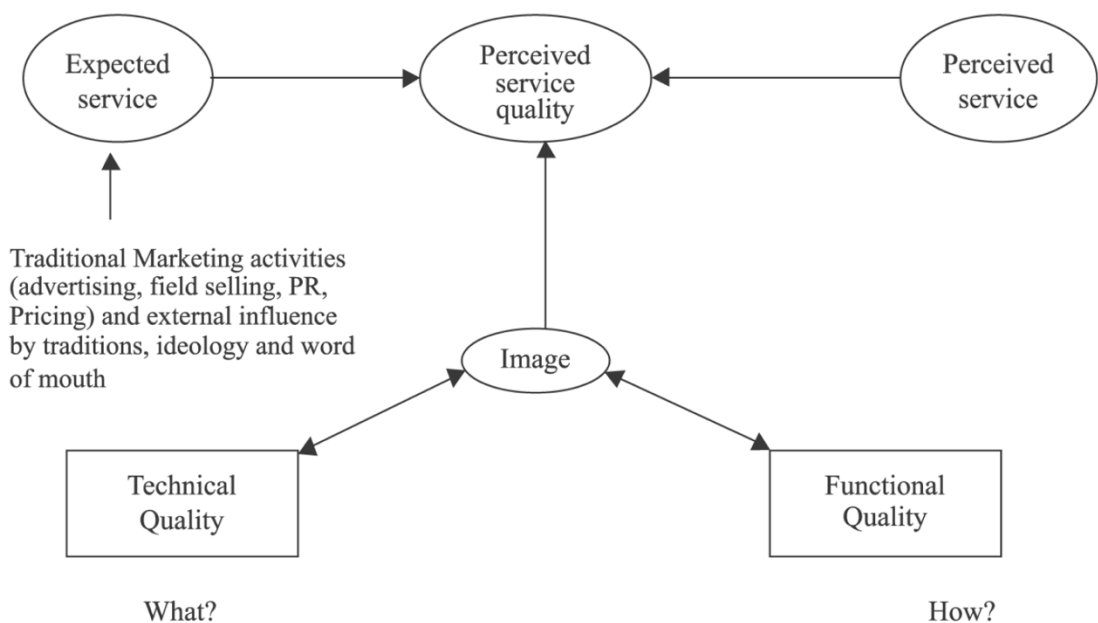 Expected
service
Perceived
service
quality
Perceived
service
Traditional Marketing activities
(advertising, field selling, PR,
Pricing) and external influence
by traditions, ideology and word
of mouth
Image
Technical
Quality
Functional
Quality
What?
How?